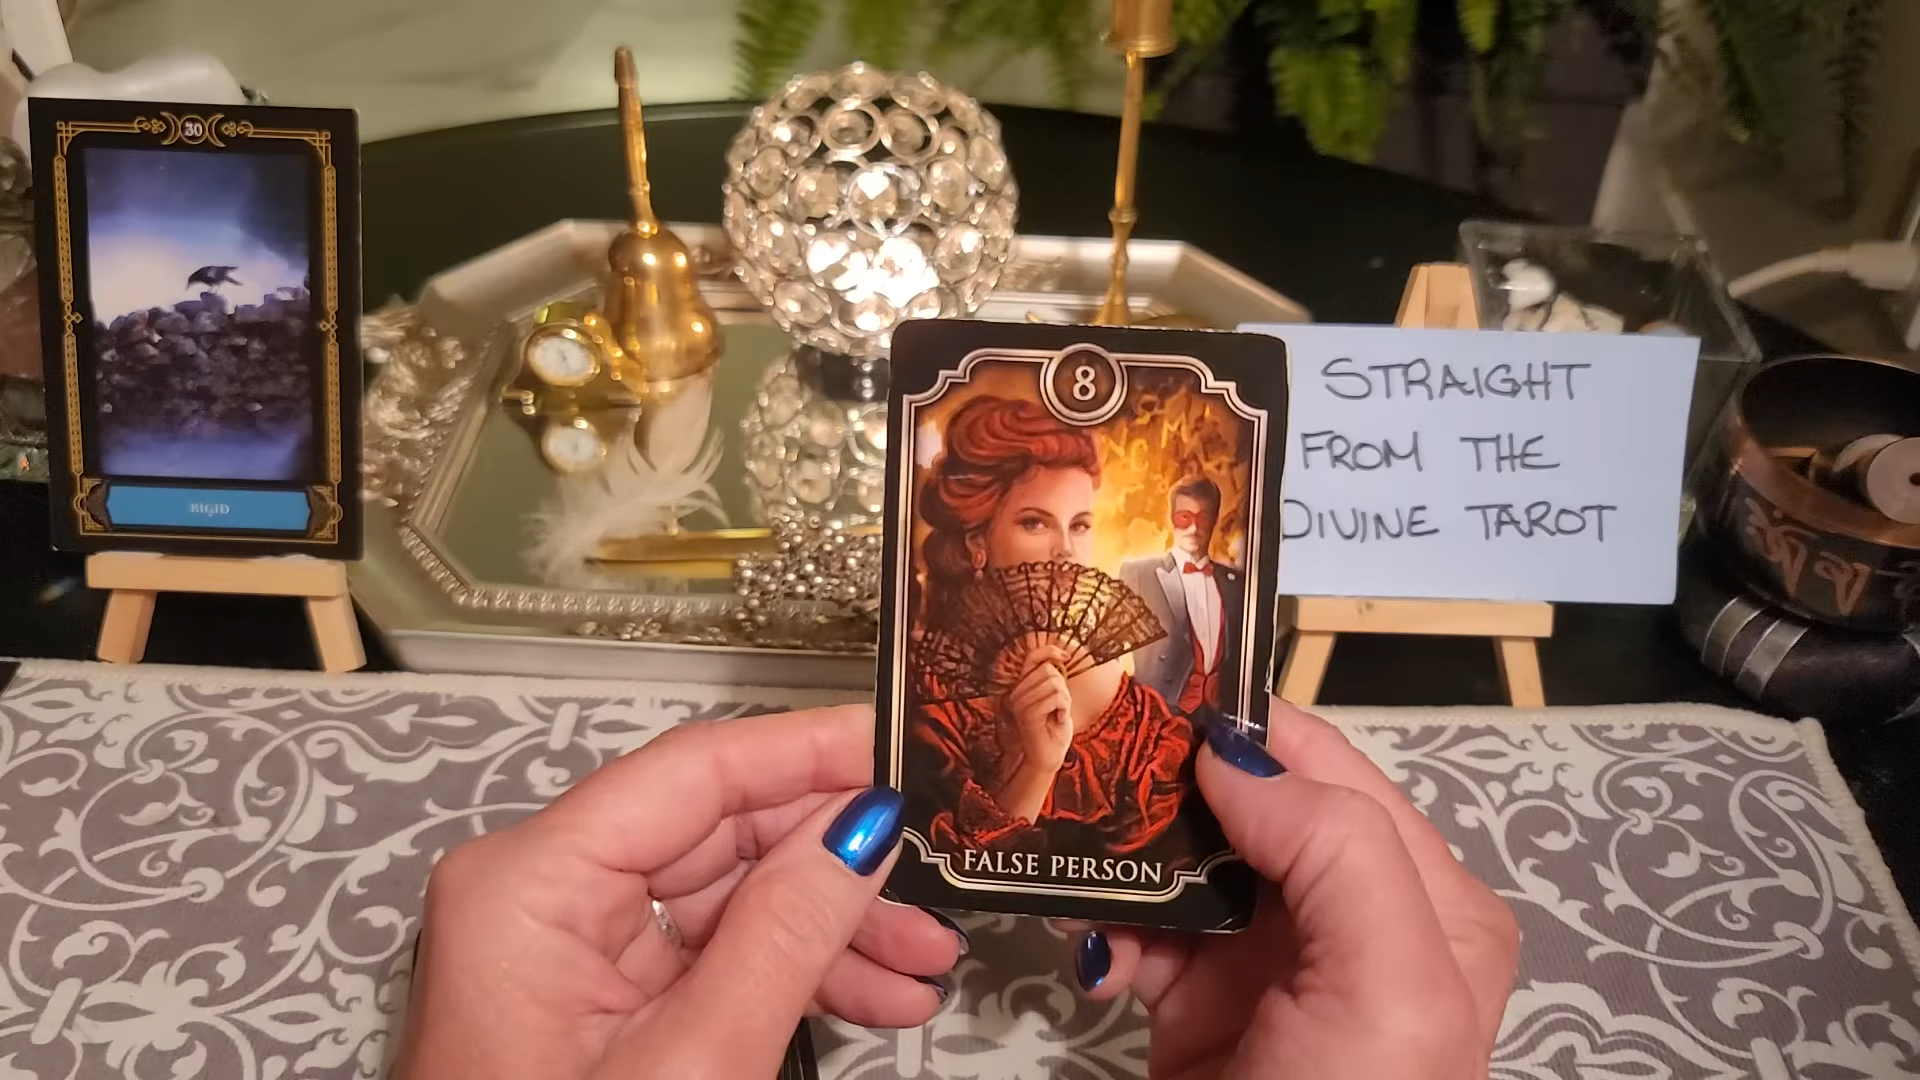 30
RIGID
8
FALSE PERSON
STRAIGHT
FROM THE
DIVINE TAROT